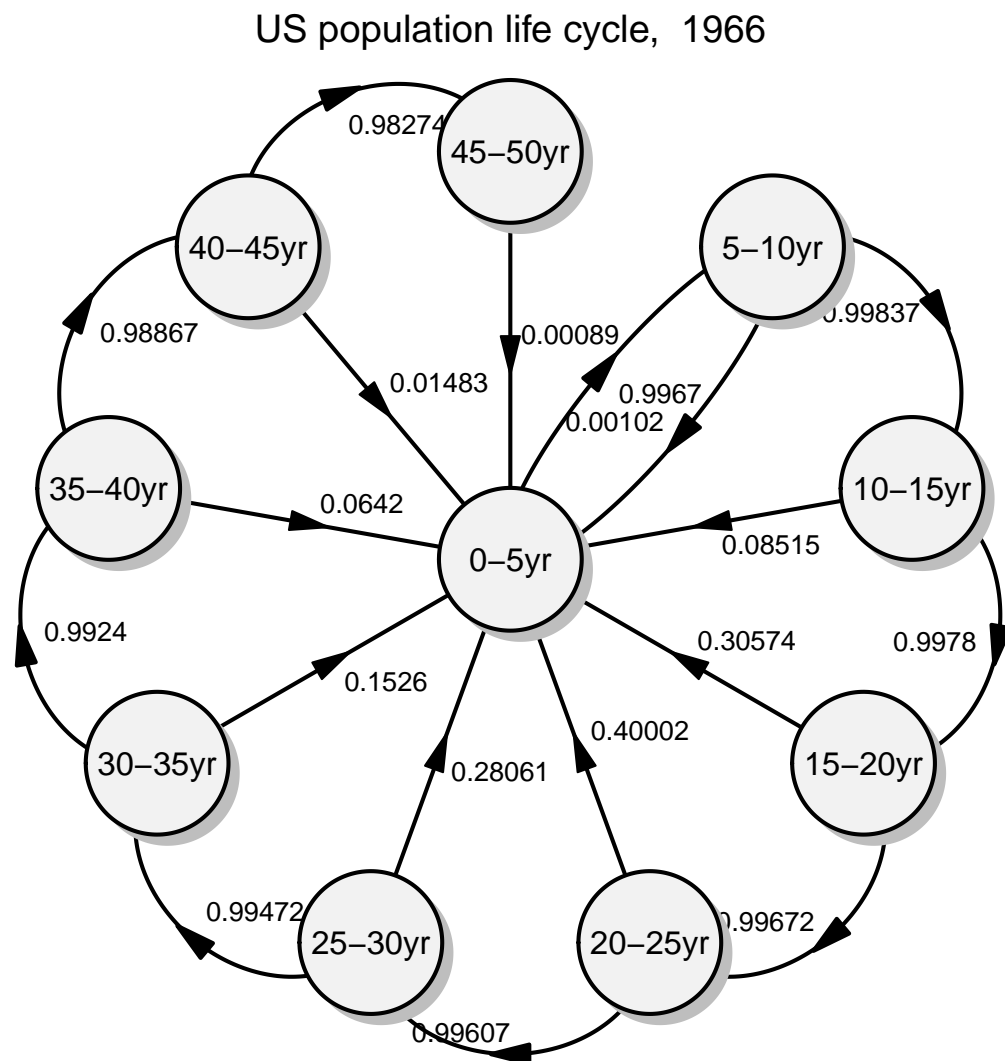 US population life cycle, 1966
0.98274
45–50yr
40–45yr
5–10yr
0.99837
0.98867
0.00089
0.01483
0.9967
0.00102
35–40yr
0.0642
10–15yr
0.08515
0–5yr
0.9924
0.1526
0.30574
0.9978
30–35yr
0.28061
0.40002
15–20yr
0.99472
25–30yr
20–25yr
0.99672
0.99607